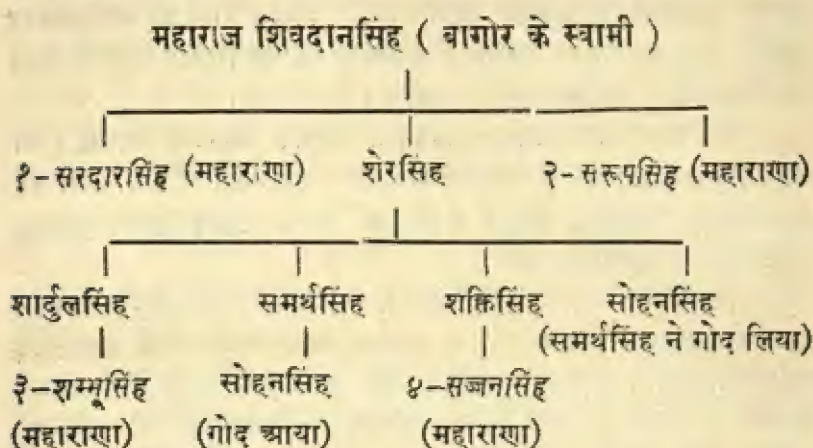 महाराज शिवदानसिंह ( बागोर के स्वामी )
१-सरदारसिंह (महाराणा) शेरसिंह २-सरूपसिंह (महाराणा)
शार्दुलसिंह समर्थसिंह शक्तिसिंह सोहनसिंह
(समर्थसिंह ने गोद लिया)
३-शम्भूसिंह सोहनसिंह ४-सज्जनसिंह
(महाराणा) (गोद आया) (महाराणा)